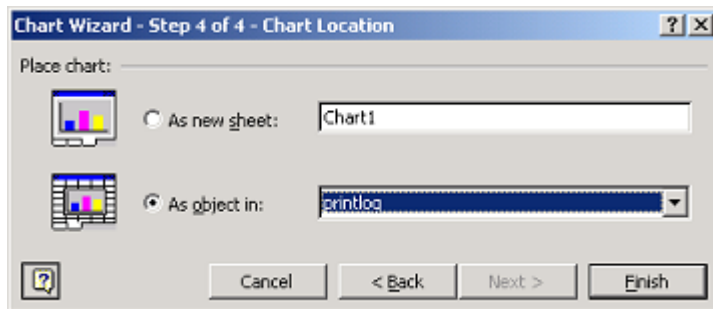 Chart Wizard - Step 4 of 4 - Chart Location
Place chart:
As new sheet: Chart1
As object in: printlog
Cancel < Back Next > Finish